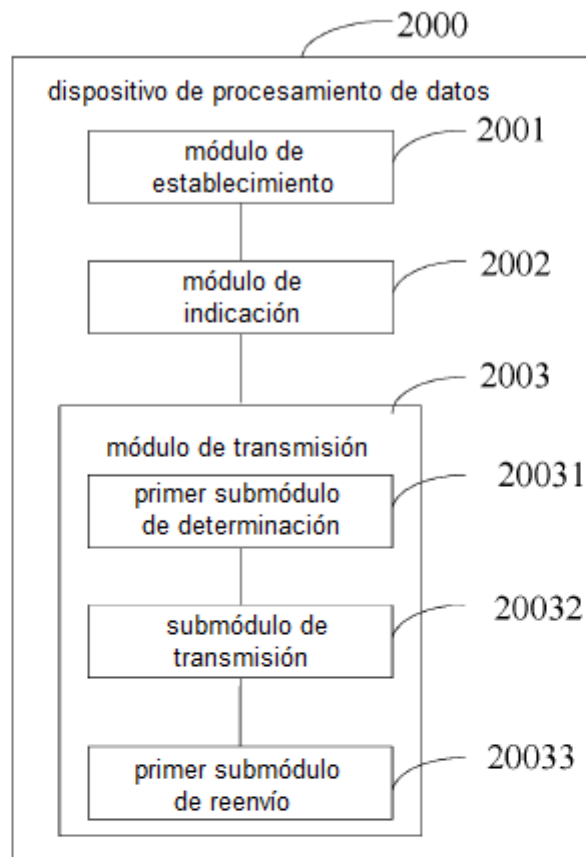 2000
dispositivo de procesamiento de datos
2001
módulo de
establecimiento
2002
módulo de
indicación
2003
módulo de transmisión
20031
primer submódulo
de determinación
20032
submódulo de
transmisión
20033
primer submódulo
de reenvío